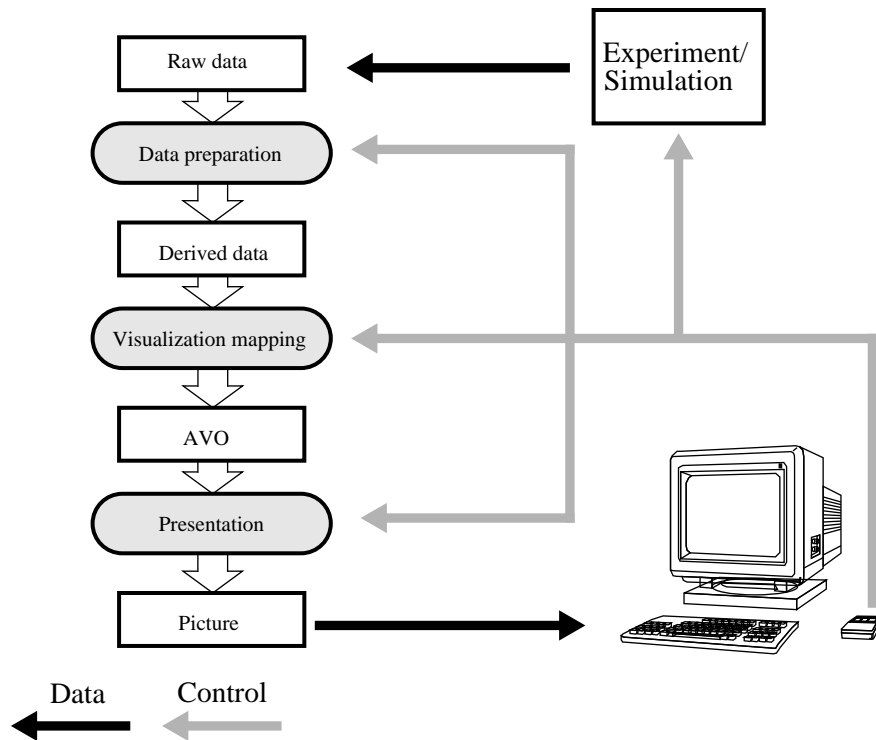 Raw data
Experiment/
Simulation
Data preparation
Derived data
Visualization mapping
AVO
Presentation
Picture
Data
Control